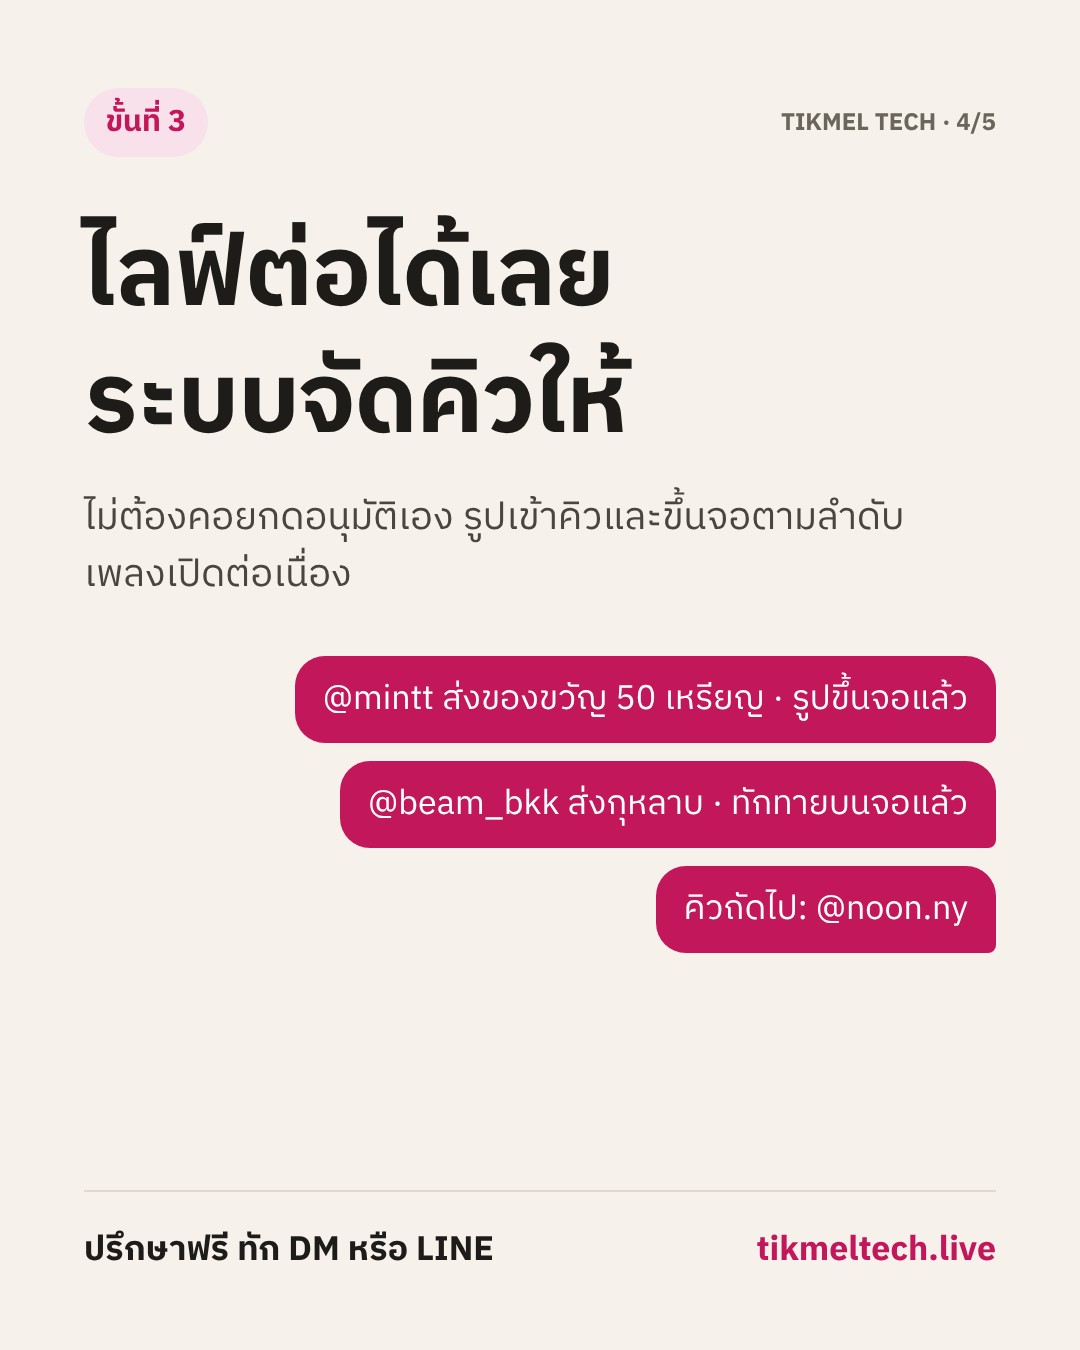 ขั้นที่ 3
TIKMEL TECH · 4/5
ไลฟ์ต่อได้เลย
ระบบจัดคิวให้
ไม่ต้องคอยกดอนุมัติเอง รูปเข้าคิวและขึ้นจอตามลำดับ
เพลงเปิดต่อเนื่อง
@mintt ส่งของขวัญ 50 เหรียญ · รูปขึ้นจอแล้ว
@beam_bkk ส่งกุหลาบ · ทักทายบนจอแล้ว
คิวถัดไป: @noon.ny
ปรึกษาฟรี ทัก DM หรือ LINE
tikmeltech.live